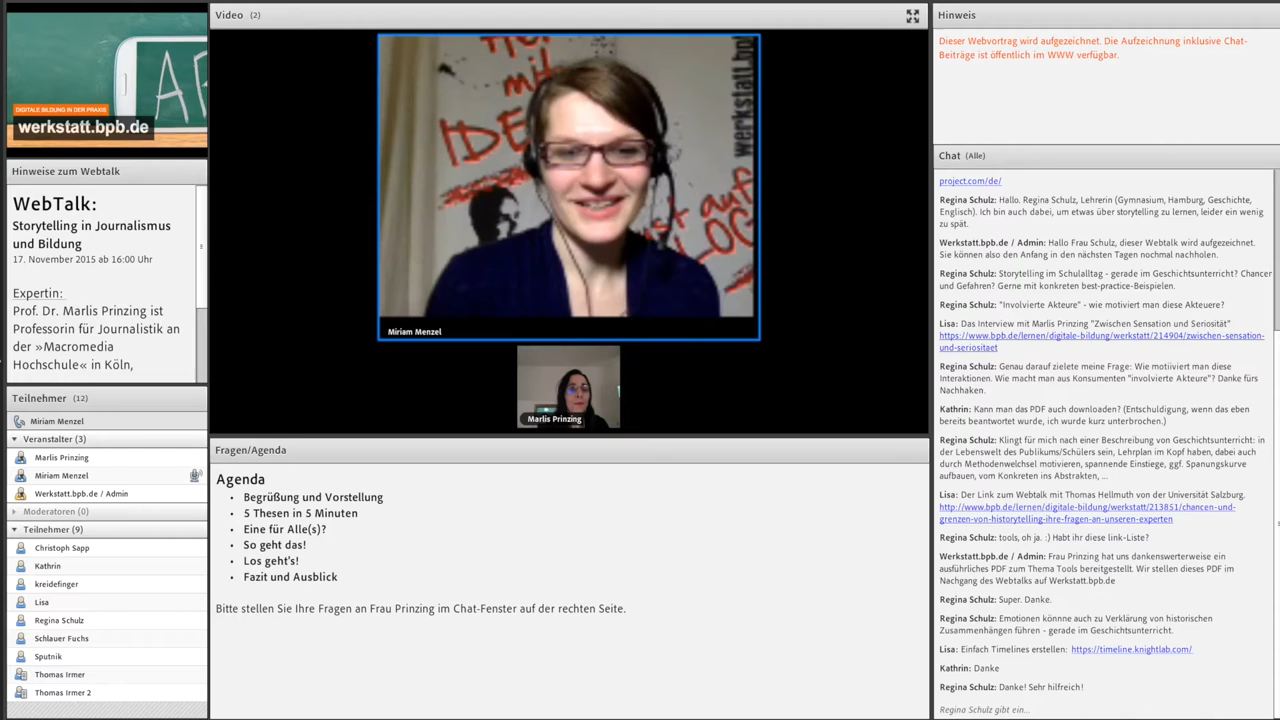 DIGITALE BILDUNG IN DER PRAXIS
werkstatt.bpb.de
Hinweise zum Webtalk
WebTalk:
Storytelling in Journalismus
und Bildung
17. November 2015 ab 16:00 Uhr
Expertin:
Prof. Dr. Marlis Prinzing ist
Professorin für Journalistik an
der »Macromedia
Hochschule« in Köln,
Teilnehmer (12)
Miriam Menzel
Veranstalter (3)
Marlis Prinzing
Miriam Menzel
Werkstatt.bpb.de / Admin
Moderatoren (0)
Teilnehmer (9)
Christoph Sapp
Kathrin
kreidefinger
Lisa
Regina Schulz
Schlauer Fuchs
Sputnik
Thomas Irmer
Thomas Irmer 2
Video (2)
mit
IDE
werkstatt
auf
Miriam Menzel
Marlis Prinzing
Fragen/Agenda
Agenda
• Begrüßung und Vorstellung
• 5 Thesen in 5 Minuten
• Eine für Alle(s)?
• So geht das!
• Los geht's!
• Fazit und Ausblick
Bitte stellen Sie Ihre Fragen an Frau Prinzing im Chat-Fenster auf der rechten Seite.
Hinweis
Dieser Webvortrag wird aufgezeichnet. Die Aufzeichnung inklusive Chat-
Beiträge ist öffentlich im WWW verfügbar.
Chat (Alle)
project.com/de/
Regina Schulz: Hallo. Regina Schulz, Lehrerin (Gymnasium, Hamburg, Geschichte,
Englisch). Ich bin auch dabei, um etwas über storytelling zu lernen, leider ein wenig
zu spät.
Werkstatt.bpb.de / Admin: Hallo Frau Schulz, dieser Webtalk wird aufgezeichnet.
Sie können also den Anfang in den nächsten Tagen nochmal nachholen.
Regina Schulz: Storytelling im Schulalltag - gerade im Geschichtsunterricht? Chancen
und Gefahren? Gerne mit konkreten best-practice-Beispielen.
Regina Schulz: "Involvierte Akteure" - wie motiviert man diese Akteuere?
Lisa: Das Interview mit Marlis Prinzing "Zwischen Sensation und Seriosität"
https://www.bpb.de/lernen/digitale-bildung/werkstatt/214904/zwischen-sensation-
und-seriositaet
Regina Schulz: Genau darauf zielete meine Frage: Wie motiiviert man diese
Interaktionen. Wie macht man aus Konsumenten "involvierte Akteure"? Danke fürs
Nachhaken.
Kathrin: Kann man das PDF auch downloaden? (Entschuldigung, wenn das eben
bereits beantwortet wurde, ich wurde kurz unterbrochen.)
Regina Schulz: Klingt für mich nach einer Beschreibung von Geschichtsunterricht: in
der Lebenswelt des Publikums/Schülers sein, Lehrplan im Kopf haben, dabei auch
durch Methodenwechsel motivieren, spannende Einstiege, ggf. Spanungskurve
aufbauen, vom Konkreten ins Abstrakten, ...
Lisa: Der Link zum Webtalk mit Thomas Hellmuth von der Universität Salzburg.
http://www.bpb.de/lernen/digitale-bildung/werkstatt/213851/chancen-und-
grenzen-von-historytelling-ihre-fragen-an-unseren-experten
Regina Schulz: tools, oh ja. :) Habt ihr diese link-Liste?
Werkstatt.bpb.de / Admin: Frau Prinzing hat uns dankenswerterweise ein
ausführliches PDF zum Thema Tools bereitgestellt. Wir stellen dieses PDF im
Nachgang des Webtalks auf Werkstatt.bpb.de
Regina Schulz: Super. Danke.
Regina Schulz: Emotionen könnne auch zu Verklärung von historischen
Zusammenhängen führen - gerade im Geschichtsunterricht.
Lisa: Einfach Timelines erstellen: https://timeline.knightlab.com/
Kathrin: Danke
Regina Schulz: Danke! Sehr hilfreich!
Regina Schulz gibt ein...